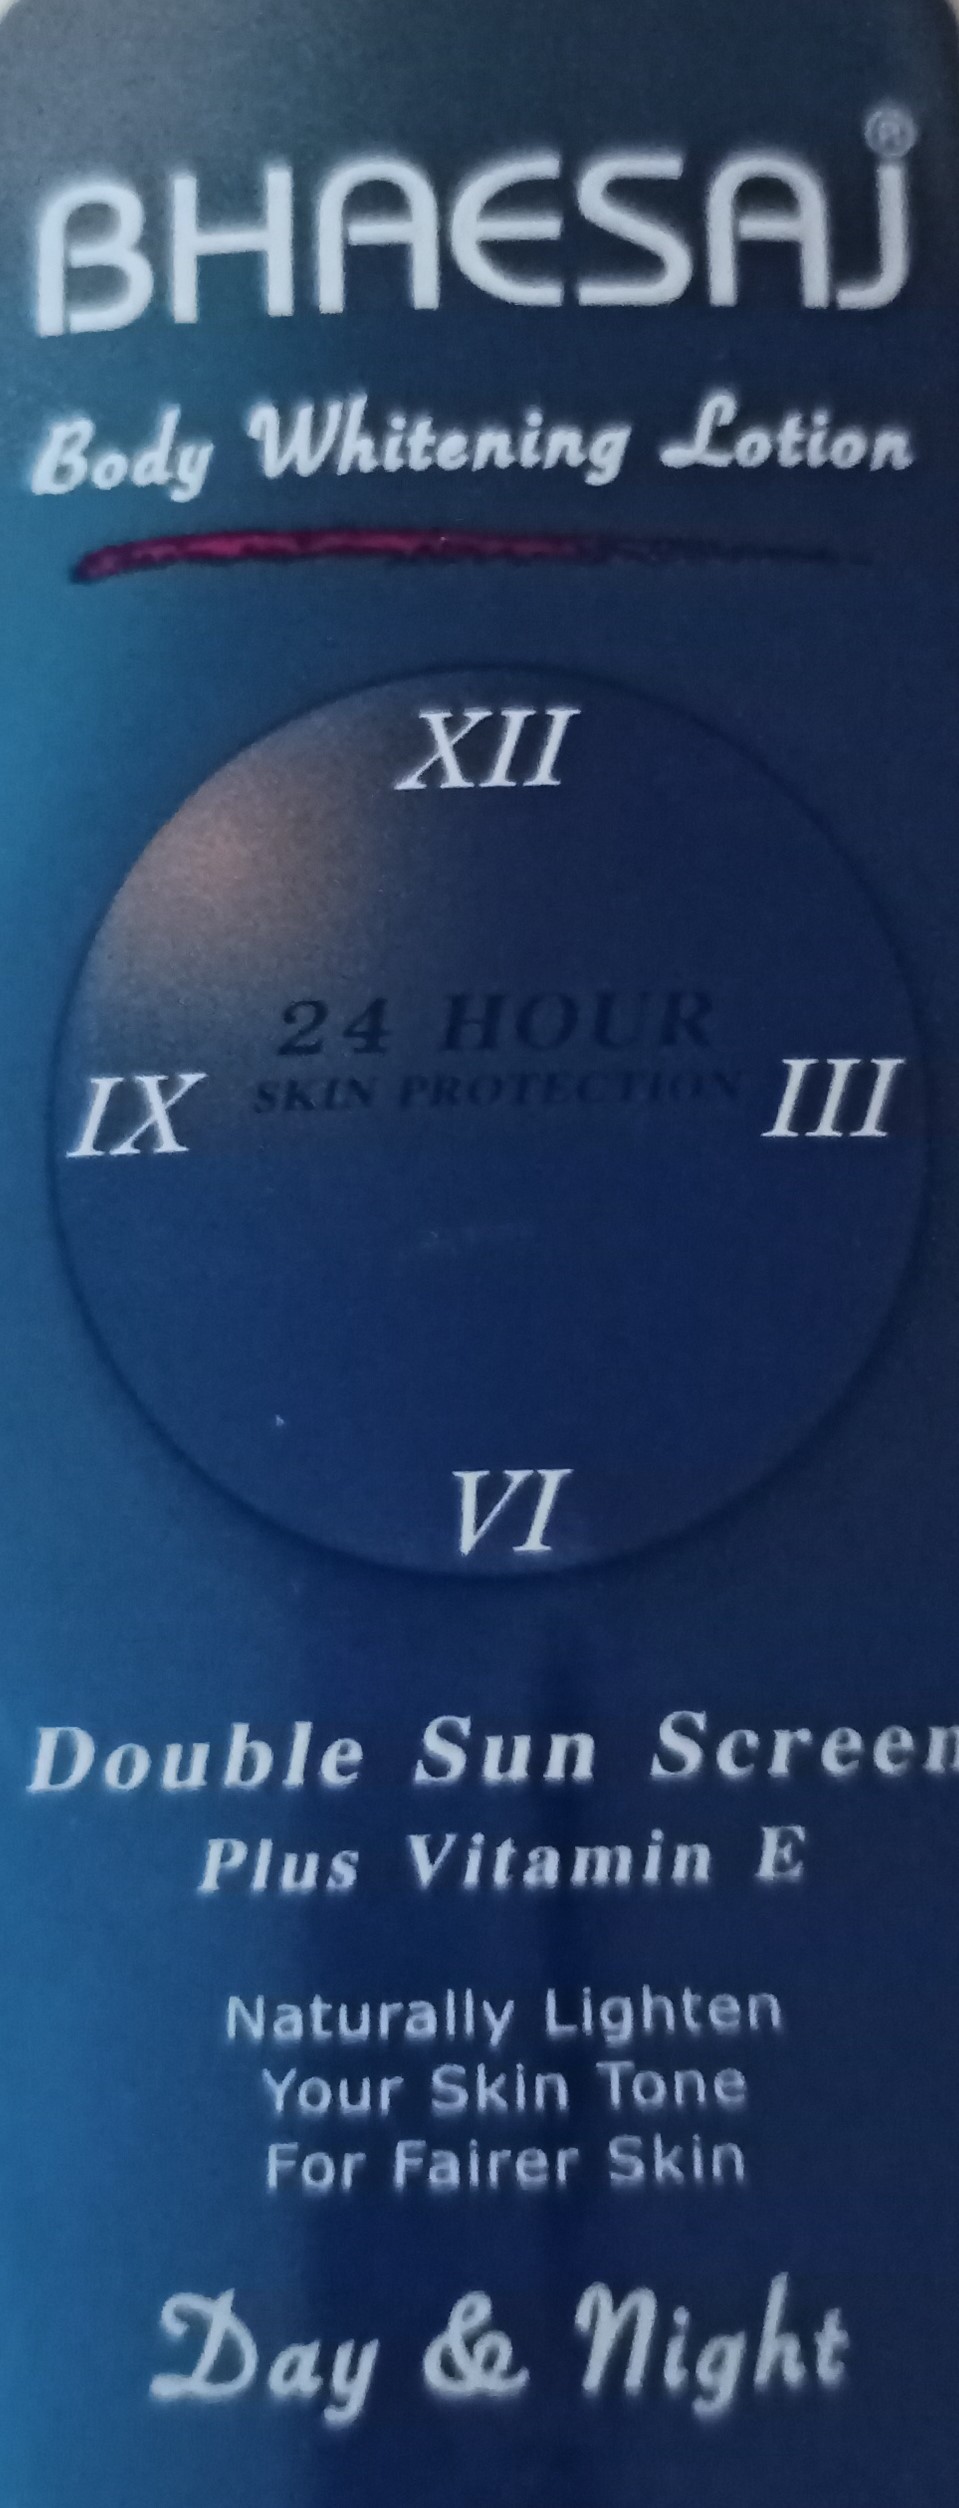 BHAESAJ®
Body Whitening Lotion
XII
24 HOUR
SKIN PROTECTION
IX
III
VI
Double Sun Screen
Plus Vitamin E
Naturally Lighten
Your Skin Tone
For Fairer Skin
Day & Night